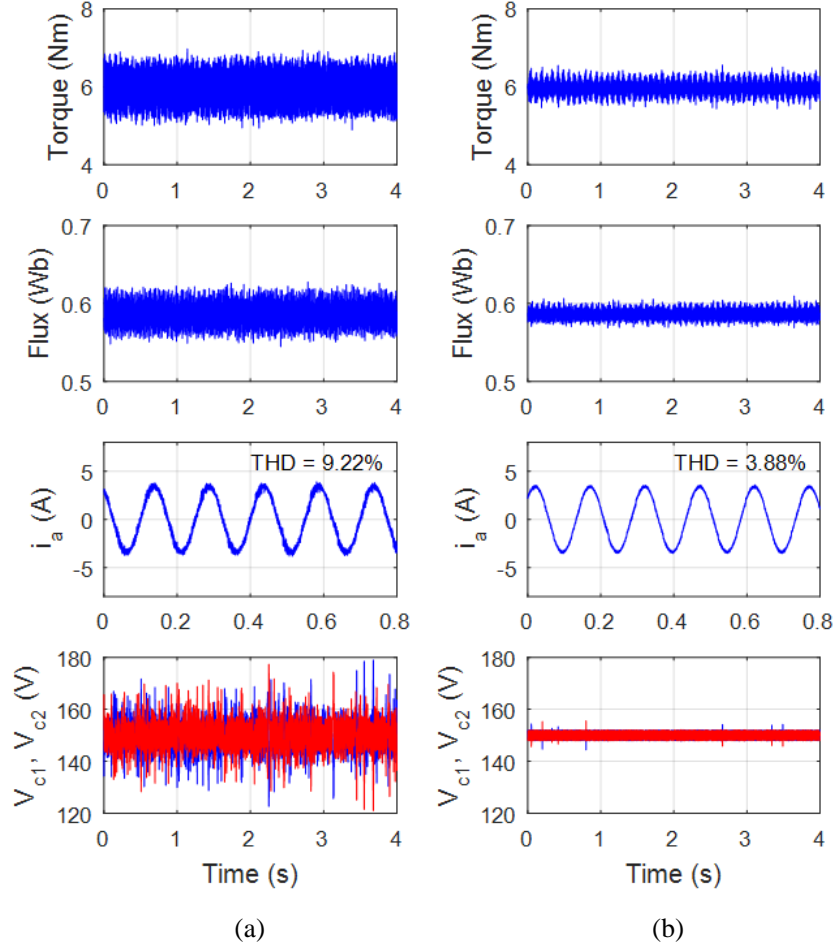 8
6
4
Torque (Nm)
0 1 2 3 4
8
6
4
Torque (Nm)
0 1 2 3 4
0.7
0.6
0.5
Flux (Wb)
0 1 2 3 4
0.7
0.6
0.5
Flux (Wb)
0 1 2 3 4
THD = 9.22%
5
0
-5
i_a (A)
0 0.2 0.4 0.6 0.8
THD = 3.88%
5
0
-5
i_a (A)
0 0.2 0.4 0.6 0.8
180
160
140
120
V_c1, V_c2 (V)
0 1 2 3 4
Time (s)
180
160
140
120
V_c1, V_c2 (V)
0 1 2 3 4
Time (s)
(a)
(b)